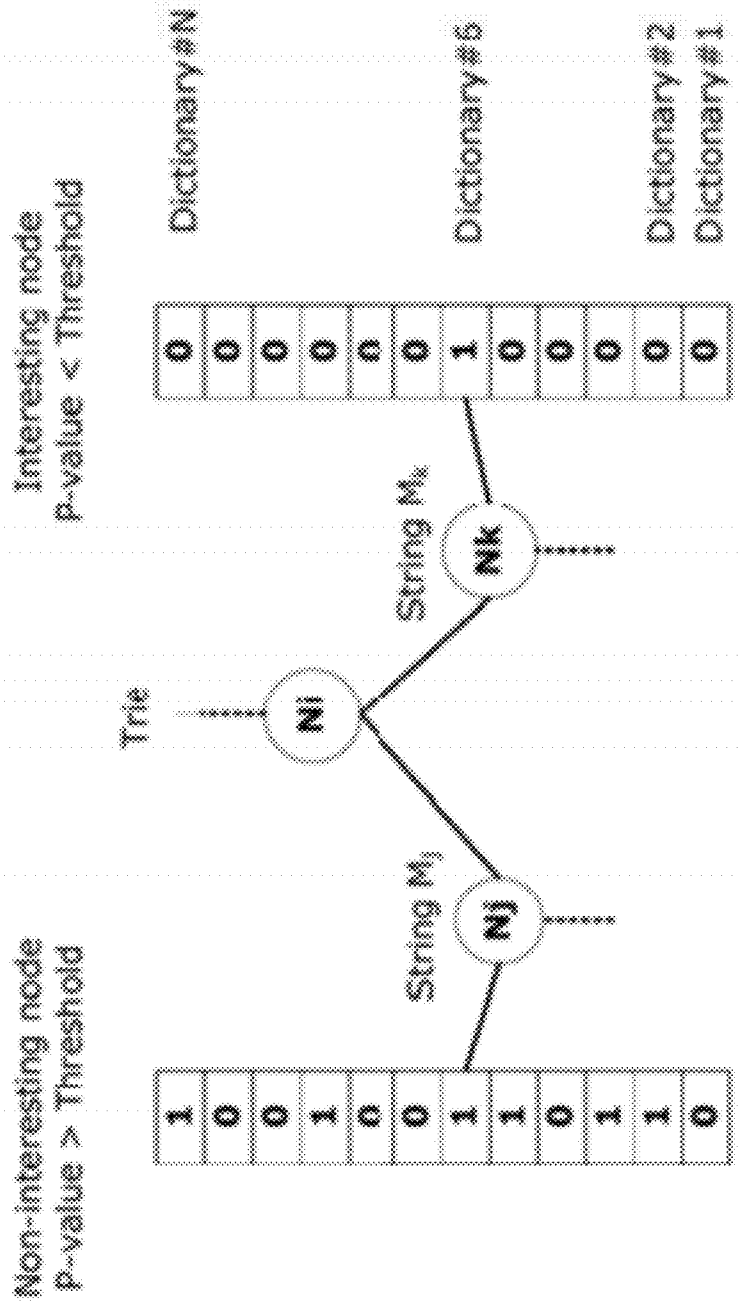 Non-interesting node
P-value > Threshold
Trie
Interesting node
P-value < Threshold
1
0
0
1
0
0
1
1
0
1
1
0
String Mj
Nj
Ni
String Mk
Nk
0
0
0
0
0
0
1
0
0
0
0
0
Dictionary#N
Dictionary#6
Dictionary#2
Dictionary#1